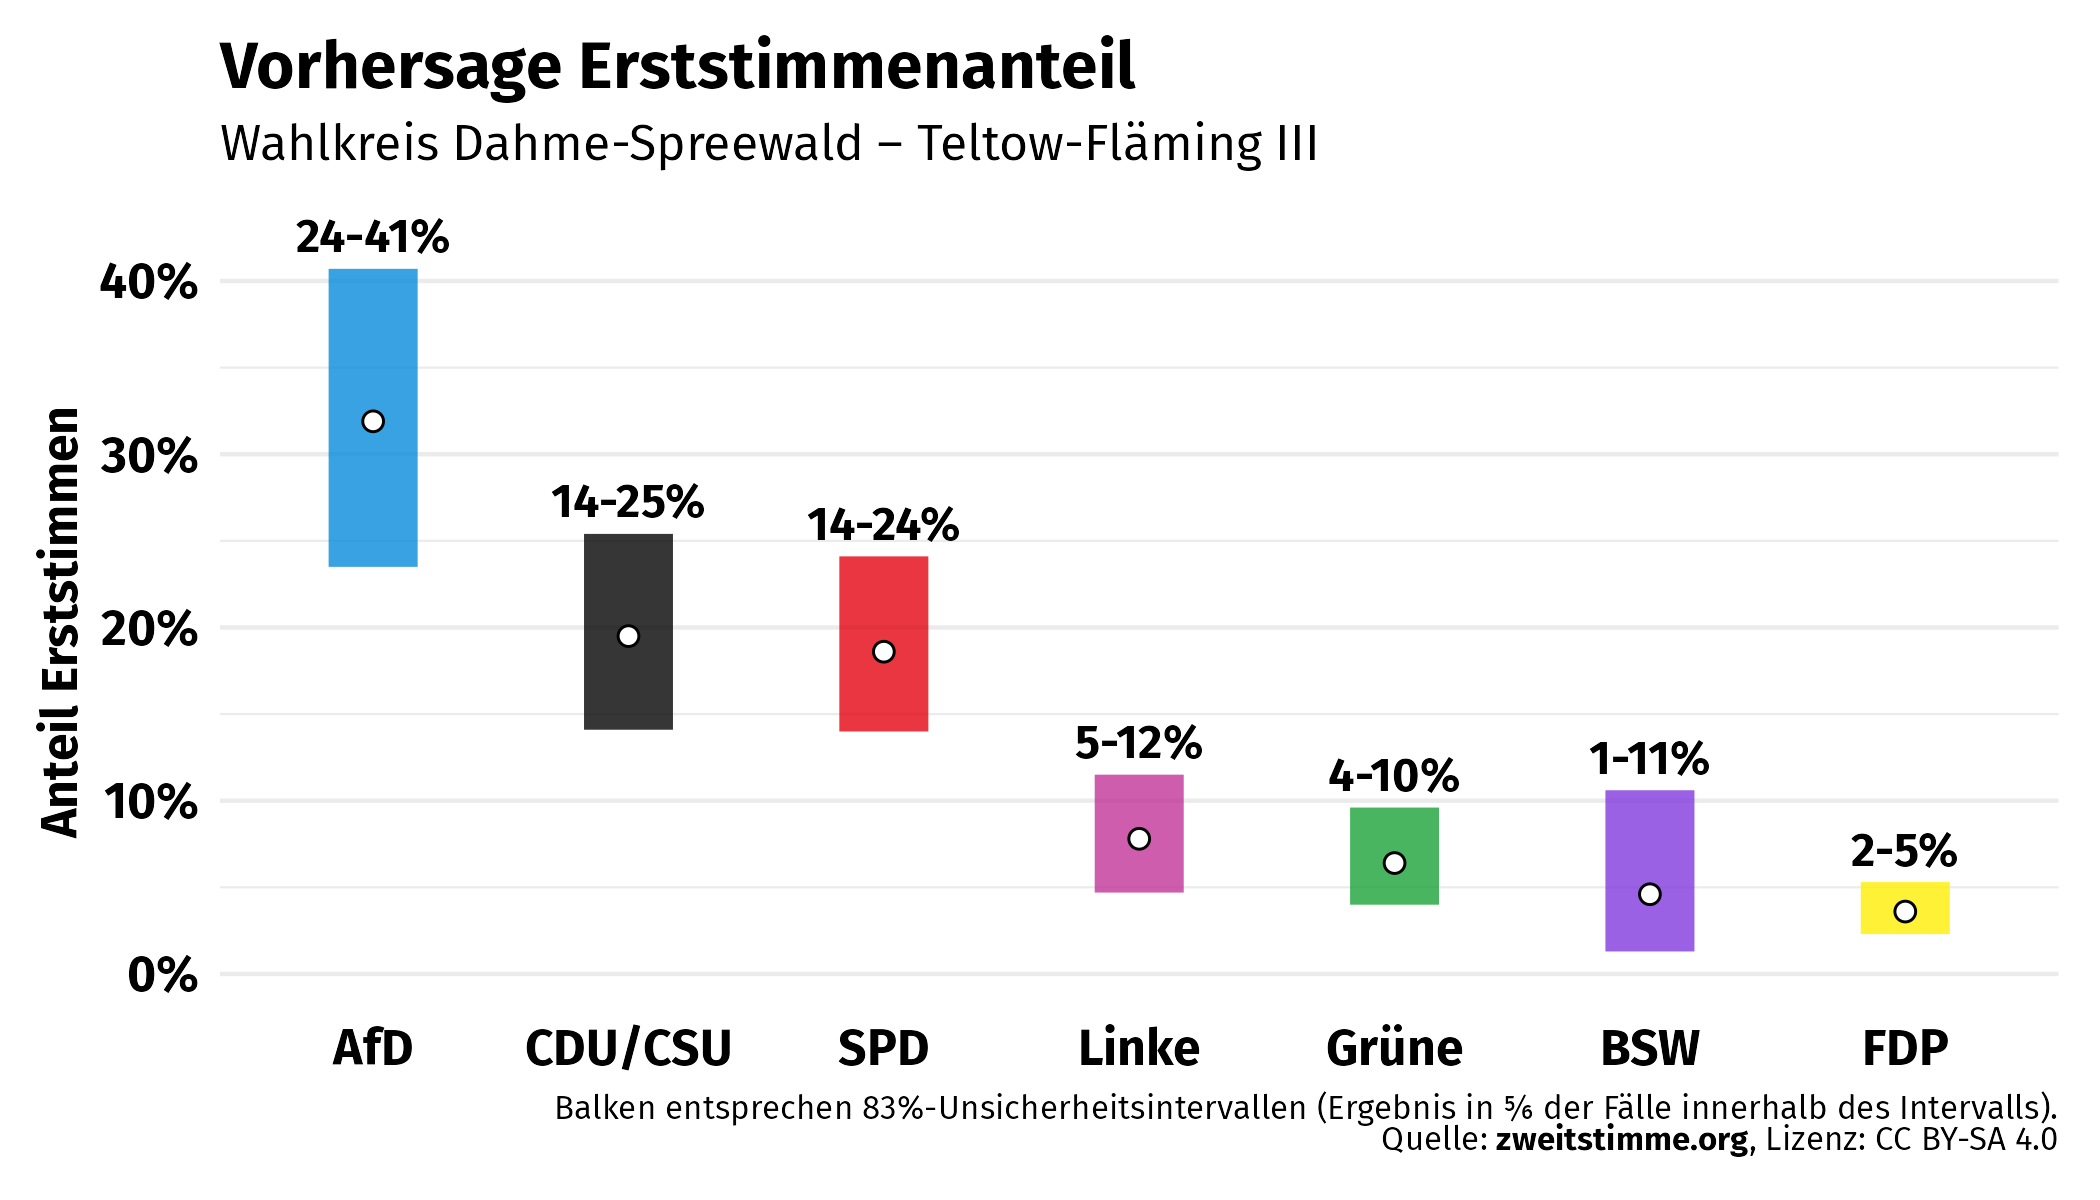 Vorhersage Erststimmenanteil
Wahlkreis Dahme-Spreewald – Teltow-Fläming III
Anteil Erststimmen
40%
30%
20%
10%
0%
24-41%
14-25%
14-24%
5-12%
4-10%
1-11%
2-5%
AfD
CDU/CSU
SPD
Linke
Grüne
BSW
FDP
Balken entsprechen 83%-Unsicherheitsintervallen (Ergebnis in ⅚ der Fälle innerhalb des Intervalls).
Quelle: zweitstimme.org, Lizenz: CC BY-SA 4.0